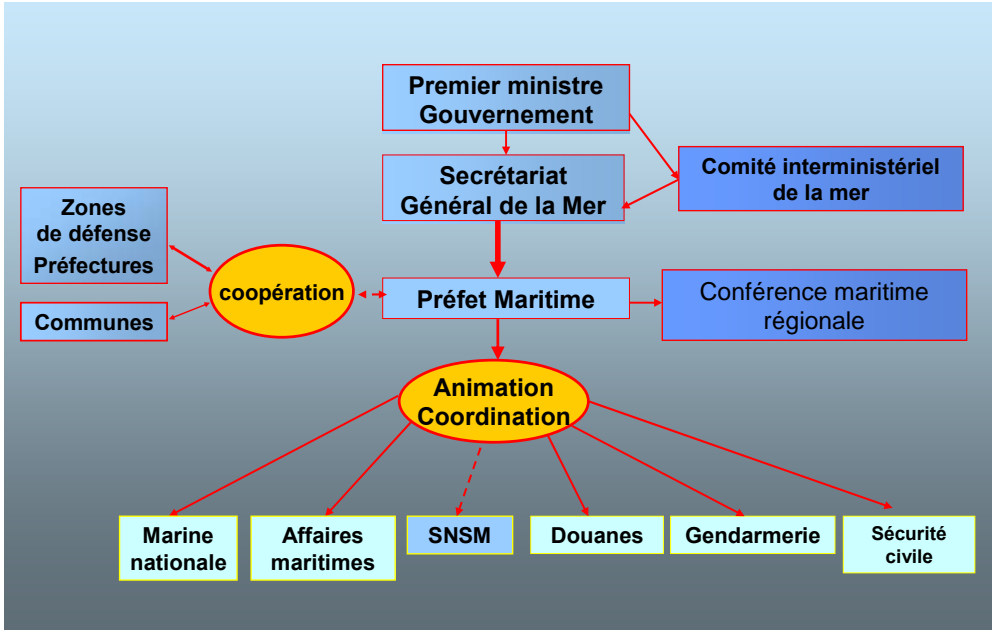 Premier ministre
Gouvernement
Secrétariat
Général de la Mer
Comité interministériel
de la mer
Zones
de défense
Préfectures
coopération
Communes
Préfet Maritime
Conférence maritime
régionale
Animation
Coordination
Marine
nationale
Affaires
maritimes
SNSM
Douanes
Gendarmerie
Sécurité
civile